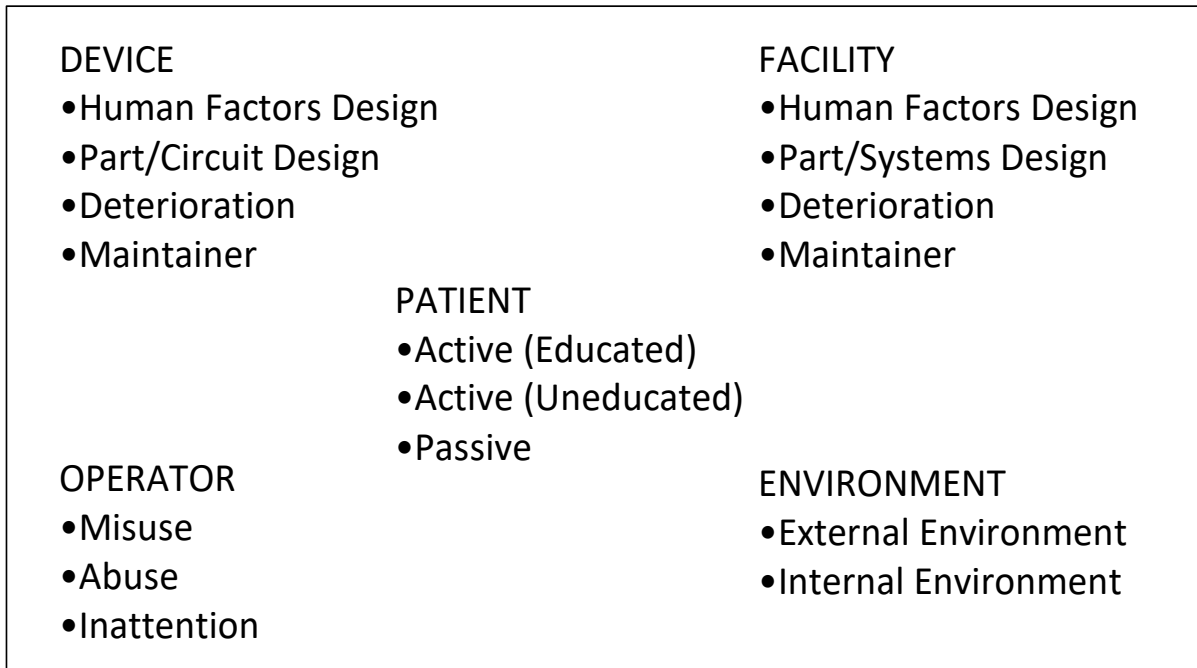 DEVICE
•Human Factors Design
•Part/Circuit Design
•Deterioration
•Maintainer
FACILITY
•Human Factors Design
•Part/Systems Design
•Deterioration
•Maintainer
PATIENT
•Active (Educated)
•Active (Uneducated)
•Passive
OPERATOR
•Misuse
•Abuse
•Inattention
ENVIRONMENT
•External Environment
•Internal Environment